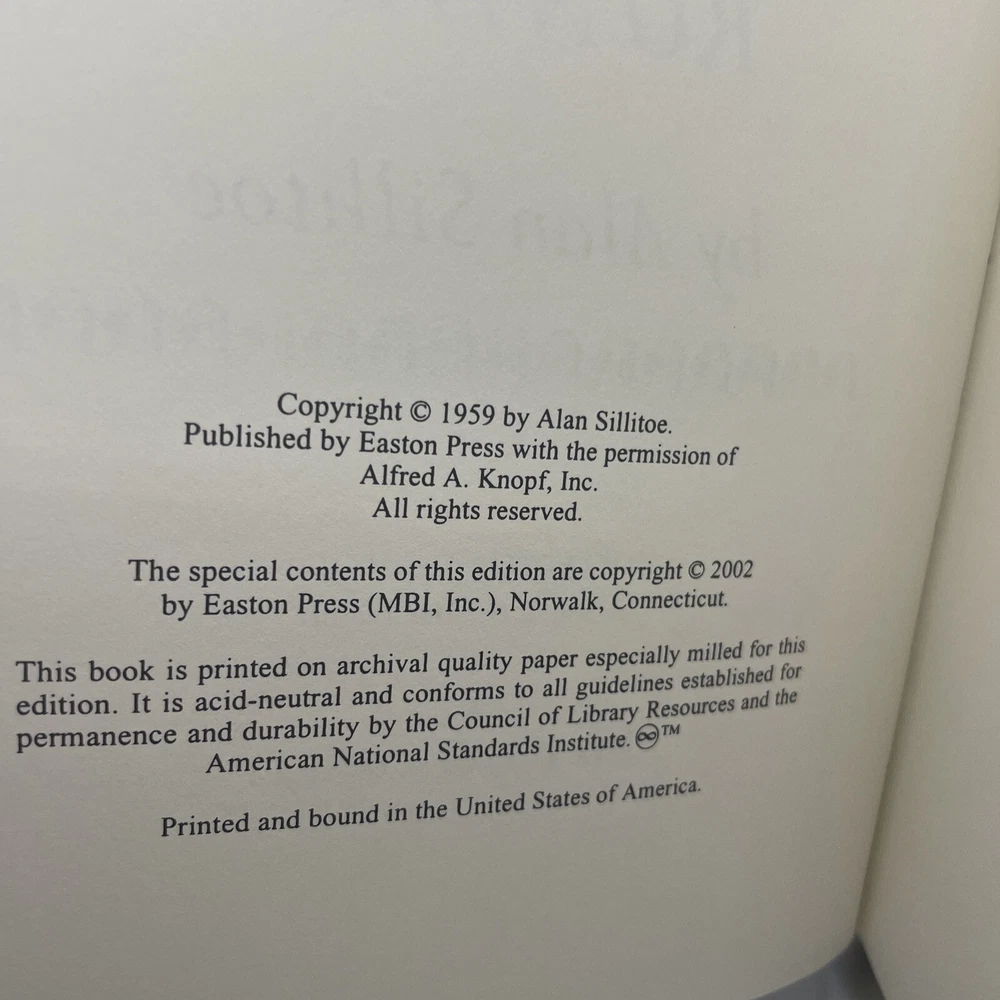 Copyright © 1959 by Alan Sillitoe.
Published by Easton Press with the permission of
Alfred A. Knopf, Inc.
All rights reserved.
The special contents of this edition are copyright © 2002
by Easton Press (MBI, Inc.), Norwalk, Connecticut.
This book is printed on archival quality paper especially milled for this
edition. It is acid-neutral and conforms to all guidelines established for
permanence and durability by the Council of Library Resources and the
American National Standards Institute. ♾™
Printed and bound in the United States of America.